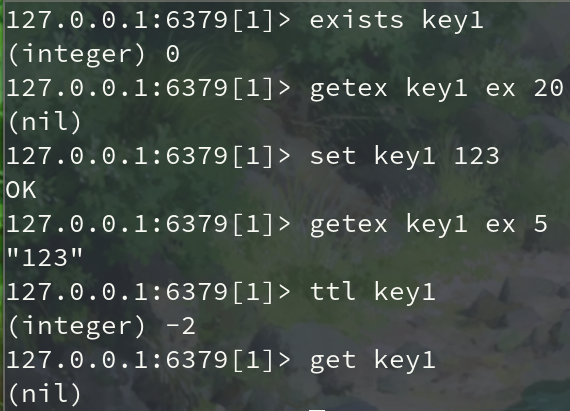 127.0.0.1:6379[1]> exists key1
(integer) 0
127.0.0.1:6379[1]> getex key1 ex 20
(nil)
127.0.0.1:6379[1]> set key1 123
OK
127.0.0.1:6379[1]> getex key1 ex 5
"123"
127.0.0.1:6379[1]> ttl key1
(integer) -2
127.0.0.1:6379[1]> get key1
(nil)